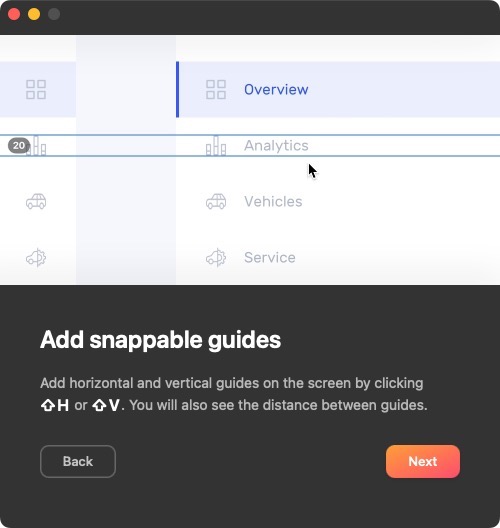 Overview
20
Analytics
Vehicles
Service
Add snappable guides
Add horizontal and vertical guides on the screen by clicking
⇧H or ⇧V. You will also see the distance between guides.
Back
Next